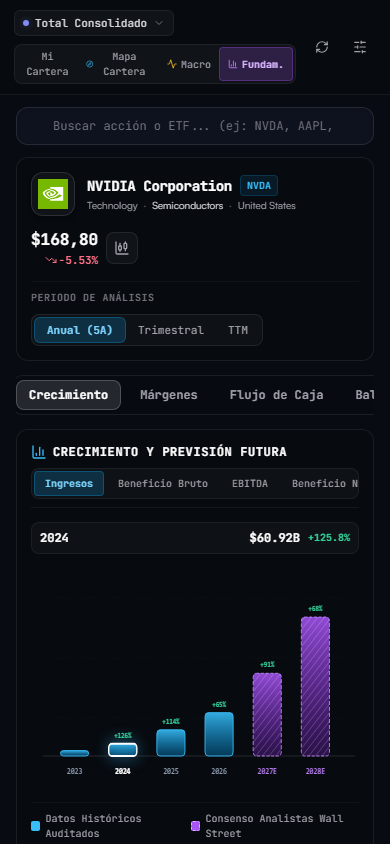 Total Consolidado
Mi
Cartera
Mapa
Cartera
Macro
Fundam.
Buscar acción o ETF... (ej: NVDA, AAPL,
NVIDIA Corporation NVDA
Technology · Semiconductors · United States
$168,80
-5.53%
PERIODO DE ANÁLISIS
Anual (5A) Trimestral TTM
Crecimiento Márgenes Flujo de Caja Bal
CRECIMIENTO Y PREVISIÓN FUTURA
Ingresos Beneficio Bruto EBITDA Beneficio N
2024 $60.92B +125.8%
+68%
+91%
+65%
+114%
+126%
2023 2024 2025 2026 2027E 2028E
Datos Históricos
Auditados
Consenso Analistas Wall
Street